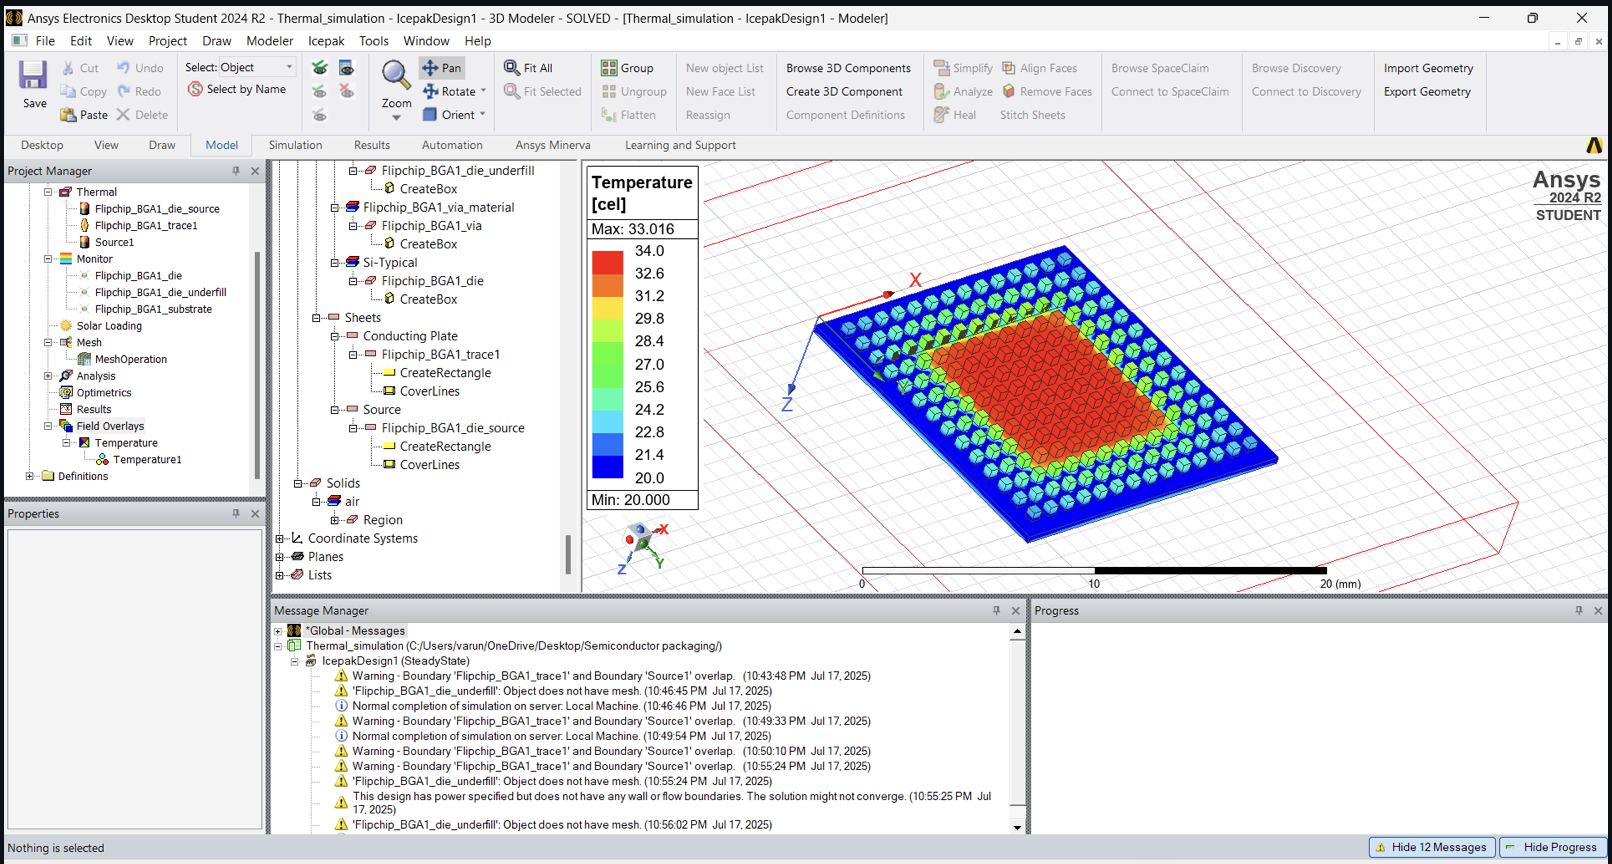 Ansys Electronics Desktop Student 2024 R2 - Thermal_simulation - IcepakDesign1 - 3D Modeler - SOLVED - [Thermal_simulation - IcepakDesign1 - Modeler]
File Edit View Project Draw Modeler Icepak Tools Window Help
Save
Cut
Copy
Paste
Undo
Redo
Delete
Select: Object
Select by Name
Zoom
Pan
Rotate
Orient
Fit All
Fit Selected
Group
Ungroup
Flatten
New object List
New Face List
Reassign
Browse 3D Components
Create 3D Component
Component Definitions
Simplify
Analyze
Heal
Align Faces
Remove Faces
Stitch Sheets
Browse SpaceClaim
Connect to SpaceClaim
Browse Discovery
Connect to Discovery
Import Geometry
Export Geometry
Desktop View Draw Model Simulation Results Automation Ansys Minerva Learning and Support
Project Manager
Thermal
Flipchip_BGA1_die_source
Flipchip_BGA1_trace1
Source1
Monitor
Flipchip_BGA1_die
Flipchip_BGA1_die_underfill
Flipchip_BGA1_substrate
Solar Loading
Mesh
MeshOperation
Analysis
Optimetrics
Results
Field Overlays
Temperature
Temperature1
Definitions
Properties
Flipchip_BGA1_die_underfill
CreateBox
Flipchip_BGA1_via_material
Flipchip_BGA1_via
CreateBox
Si-Typical
Flipchip_BGA1_die
CreateBox
Sheets
Conducting Plate
Flipchip_BGA1_trace1
CreateRectangle
CoverLines
Source
Flipchip_BGA1_die_source
CreateRectangle
CoverLines
Solids
air
Region
Coordinate Systems
Planes
Lists
Temperature
[cel]
Max: 33.016
34.0
32.6
31.2
29.8
28.4
27.0
25.6
24.2
22.8
21.4
20.0
Min: 20.000
X
Z
X
Y
Z
0 10 20 (mm)
Ansys
2024 R2
STUDENT
Message Manager
*Global - Messages
Thermal_simulation (C:/Users/varun/OneDrive/Desktop/Semiconductor packaging/)
IcepakDesign1 (SteadyState)
Warning - Boundary 'Flipchip_BGA1_trace1' and Boundary 'Source1' overlap. (10:43:48 PM Jul 17, 2025)
'Flipchip_BGA1_die_underfill': Object does not have mesh. (10:46:45 PM Jul 17, 2025)
Normal completion of simulation on server: Local Machine. (10:46:46 PM Jul 17, 2025)
Warning - Boundary 'Flipchip_BGA1_trace1' and Boundary 'Source1' overlap. (10:49:33 PM Jul 17, 2025)
Normal completion of simulation on server: Local Machine. (10:49:54 PM Jul 17, 2025)
Warning - Boundary 'Flipchip_BGA1_trace1' and Boundary 'Source1' overlap. (10:50:10 PM Jul 17, 2025)
Warning - Boundary 'Flipchip_BGA1_trace1' and Boundary 'Source1' overlap. (10:55:24 PM Jul 17, 2025)
'Flipchip_BGA1_die_underfill': Object does not have mesh. (10:55:24 PM Jul 17, 2025)
This design has power specified but does not have any wall or flow boundaries. The solution might not converge. (10:55:25 PM Jul
17, 2025)
'Flipchip_BGA1_die_underfill': Object does not have mesh. (10:56:02 PM Jul 17, 2025)
Progress
Nothing is selected
Hide 12 Messages
Hide Progress